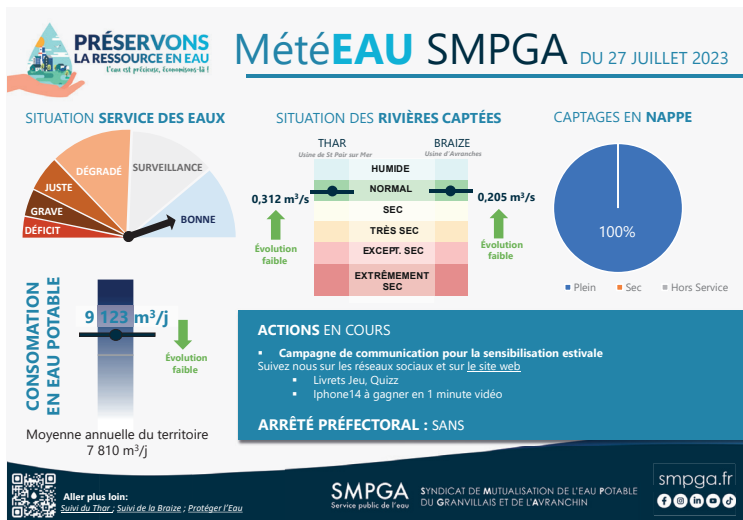 PRÉSERVONS
LA RESSOURCE EN EAU
L'eau est précieuse, économisons-là !
MétéEAU SMPGA DU 27 JUILLET 2023
SITUATION SERVICE DES EAUX
DÉGRADÉ
SURVEILLANCE
JUSTE
GRAVE
DÉFICIT
BONNE
SITUATION DES RIVIÈRES CAPTÉES
THAR
Usine de St Pair sur Mer
BRAIZE
Usine d'Avranches
HUMIDE
NORMAL
SEC
TRÈS SEC
EXCEPT. SEC
EXTRÊMEMENT
SEC
0,312 m³/s
Évolution
faible
0,205 m³/s
Évolution
faible
CAPTAGES EN NAPPE
100%
Plein
Sec
Hors Service
CONSOMATION
EN EAU POTABLE
9 123 m³/j
Évolution
faible
Moyenne annuelle du territoire
7 810 m³/j
ACTIONS EN COURS
▪ Campagne de communication pour la sensibilisation estivale
Suivez nous sur les réseaux sociaux et sur le site web
▪ Livrets Jeu, Quizz
▪ Iphone14 à gagner en 1 minute vidéo
ARRÊTÉ PRÉFECTORAL : SANS
Aller plus loin:
Suivi du Thar ; Suivi de la Braize ; Protéger l'Eau
SMPGA
Service public de l'eau
SYNDICAT DE MUTUALISATION DE L'EAU POTABLE
DU GRANVILLAIS ET DE L'AVRANCHIN
smpga.fr